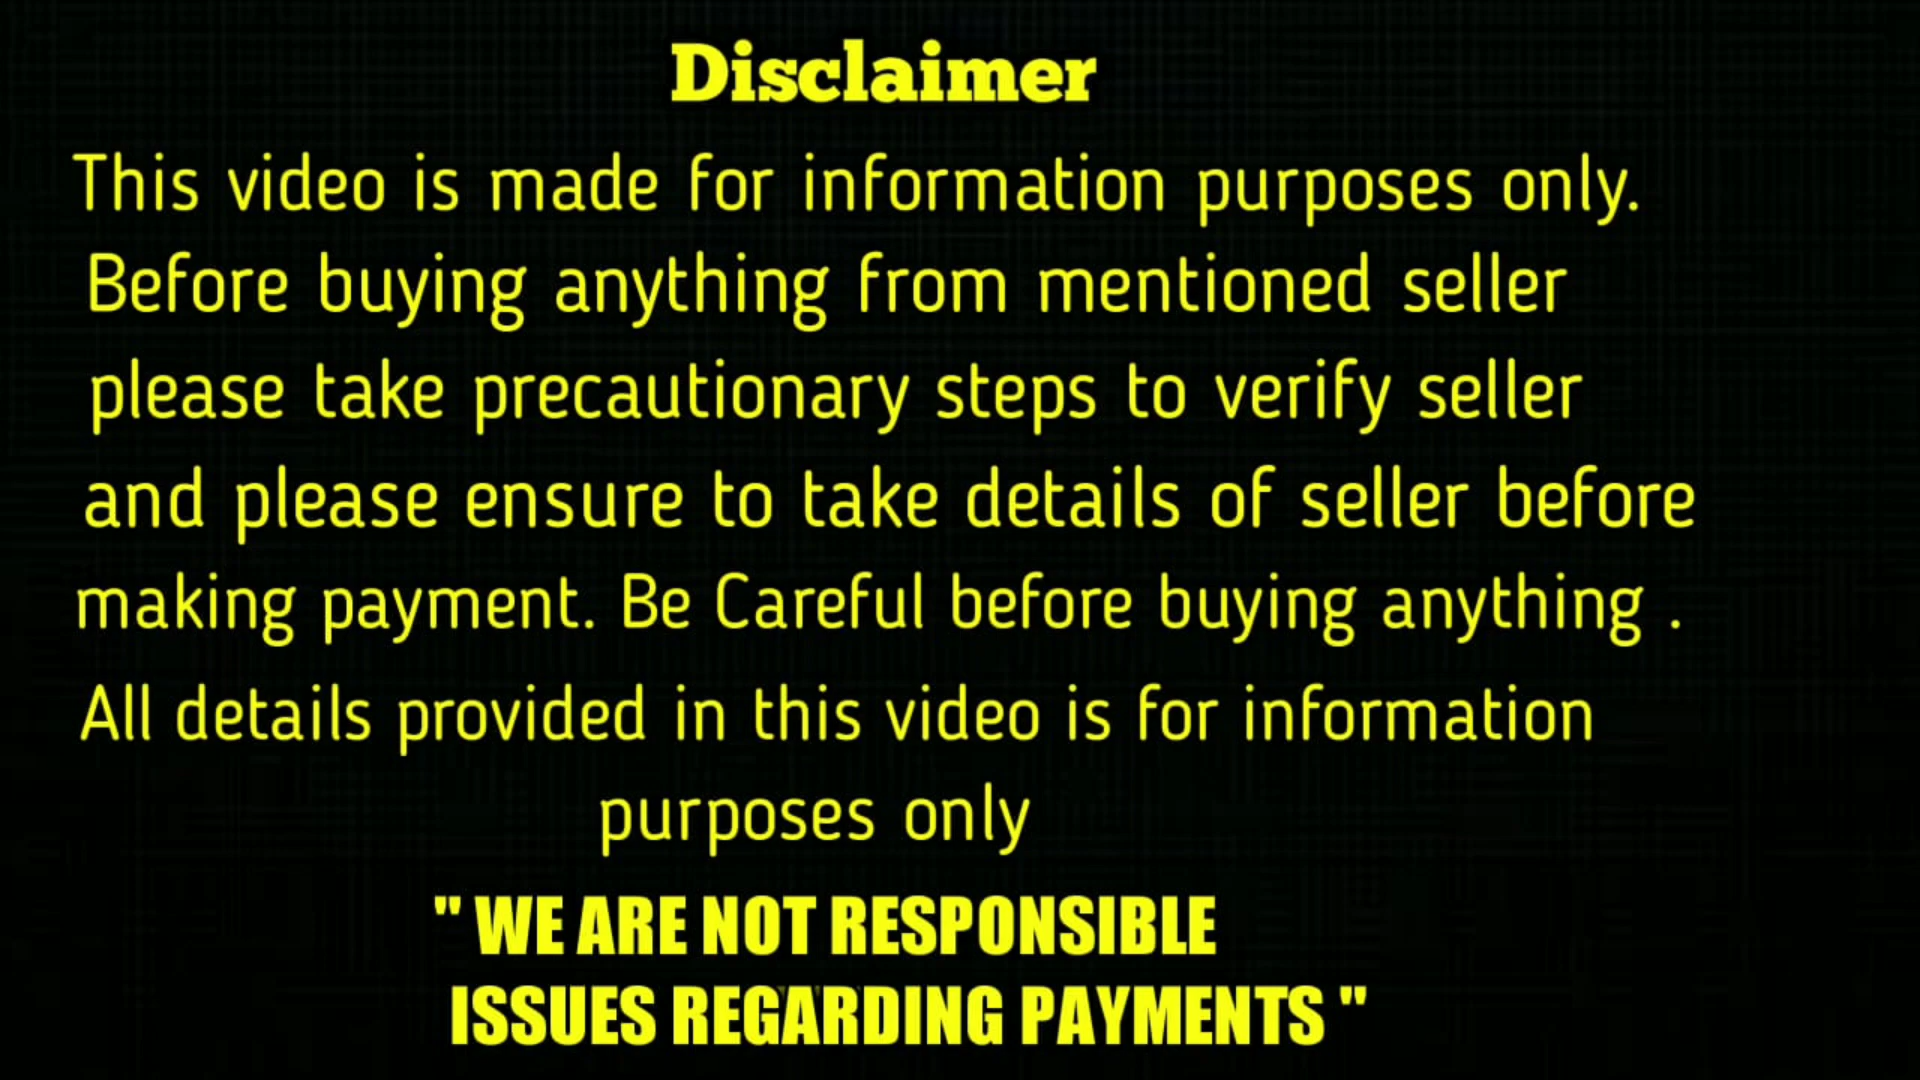 Disclaimer
This video is made for information purposes only.
Before buying anything from mentioned seller
please take precautionary steps to verify seller
and please ensure to take details of seller before
making payment. Be Careful before buying anything .
All details provided in this video is for information
purposes only
" WE ARE NOT RESPONSIBLE
ISSUES REGARDING PAYMENTS "